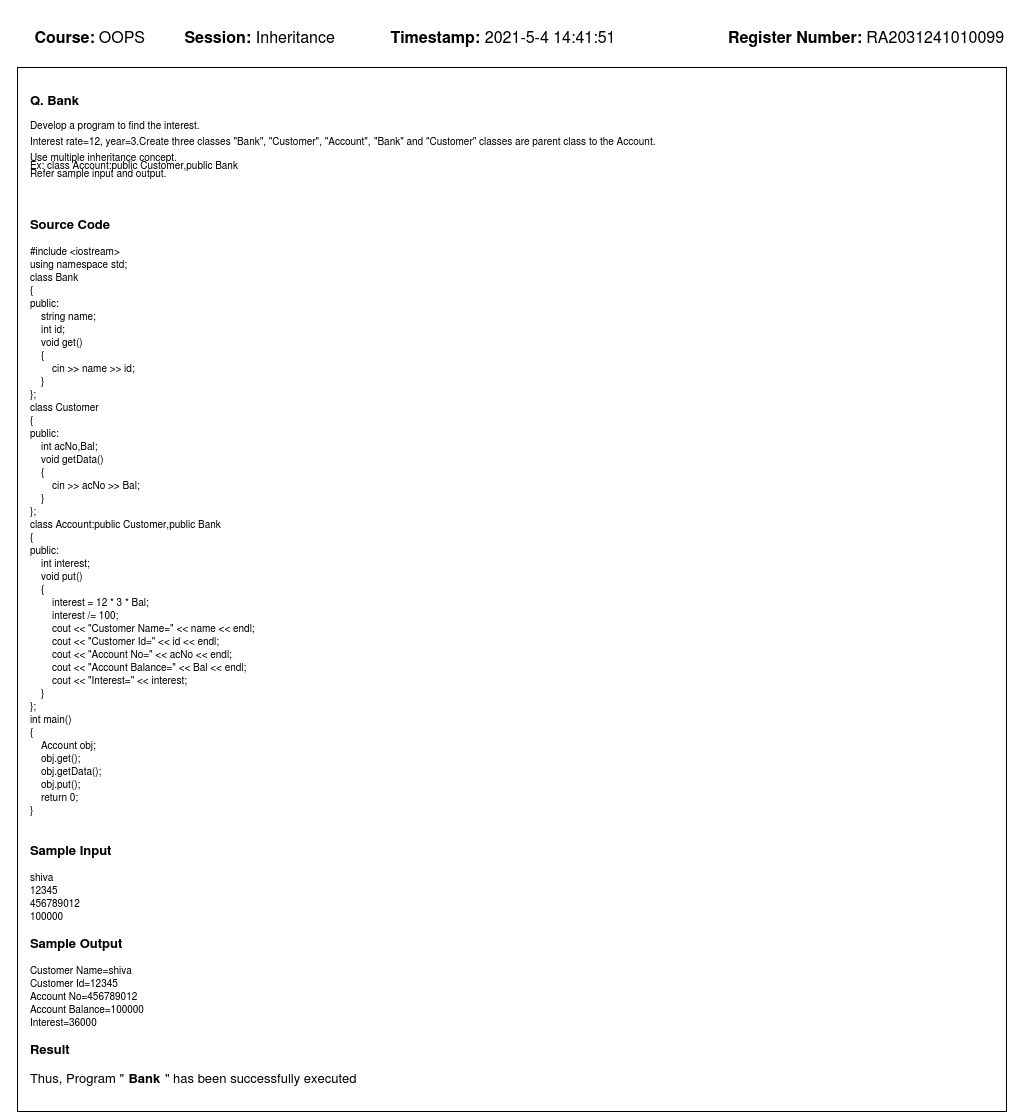 Course: OOPS Session: Inheritance Timestamp: 2021-5-4 14:41:51 Register Number: RA2031241010099
Q. Bank
Develop a program to find the interest.
Interest rate=12, year=3.Create three classes "Bank", "Customer", "Account", "Bank" and "Customer" classes are parent class to the Account.
Use multiple inheritance concept.
Ex: class Account:public Customer,public Bank
Refer sample input and output.
Source Code
#include <iostream>
using namespace std;
class Bank
{
public:
    string name;
    int id;
    void get()
    {
        cin >> name >> id;
    }
};
class Customer
{
public:
    int acNo,Bal;
    void getData()
    {
        cin >> acNo >> Bal;
    }
};
class Account:public Customer,public Bank
{
public:
    int interest;
    void put()
    {
        interest = 12 * 3 * Bal;
        interest /= 100;
        cout << "Customer Name=" << name << endl;
        cout << "Customer Id=" << id << endl;
        cout << "Account No=" << acNo << endl;
        cout << "Account Balance=" << Bal << endl;
        cout << "Interest=" << interest;
    }
};
int main()
{
    Account obj;
    obj.get();
    obj.getData();
    obj.put();
    return 0;
}
Sample Input
shiva
12345
456789012
100000
Sample Output
Customer Name=shiva
Customer Id=12345
Account No=456789012
Account Balance=100000
Interest=36000
Result
Thus, Program " Bank " has been successfully executed